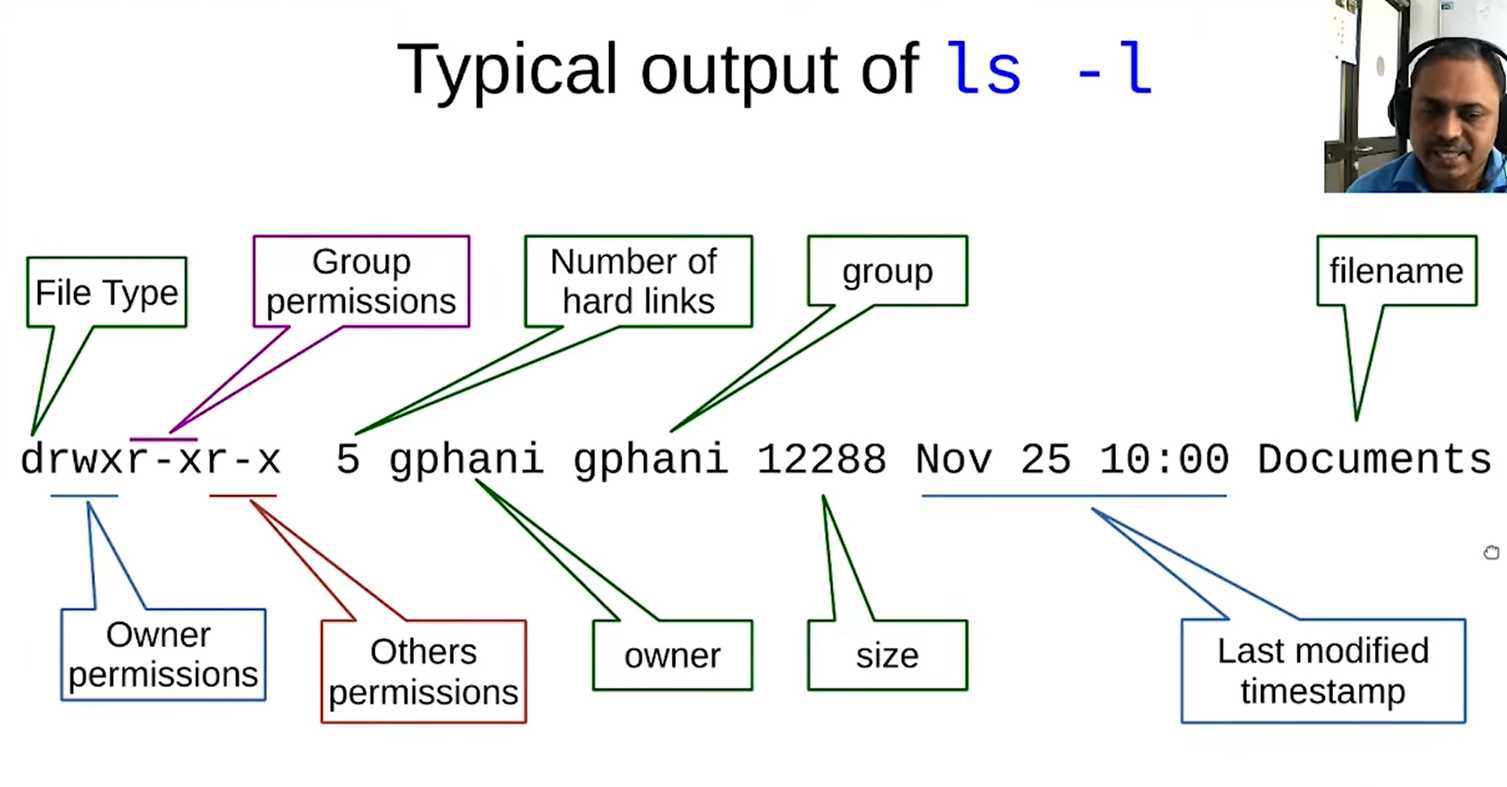 Typical output of ls -l
File Type
Group
permissions
Number of
hard links
group
filename
drwxr-xr-x 5 gphani gphani 12288 Nov 25 10:00 Documents
Owner
permissions
Others
permissions
owner
size
Last modified
timestamp